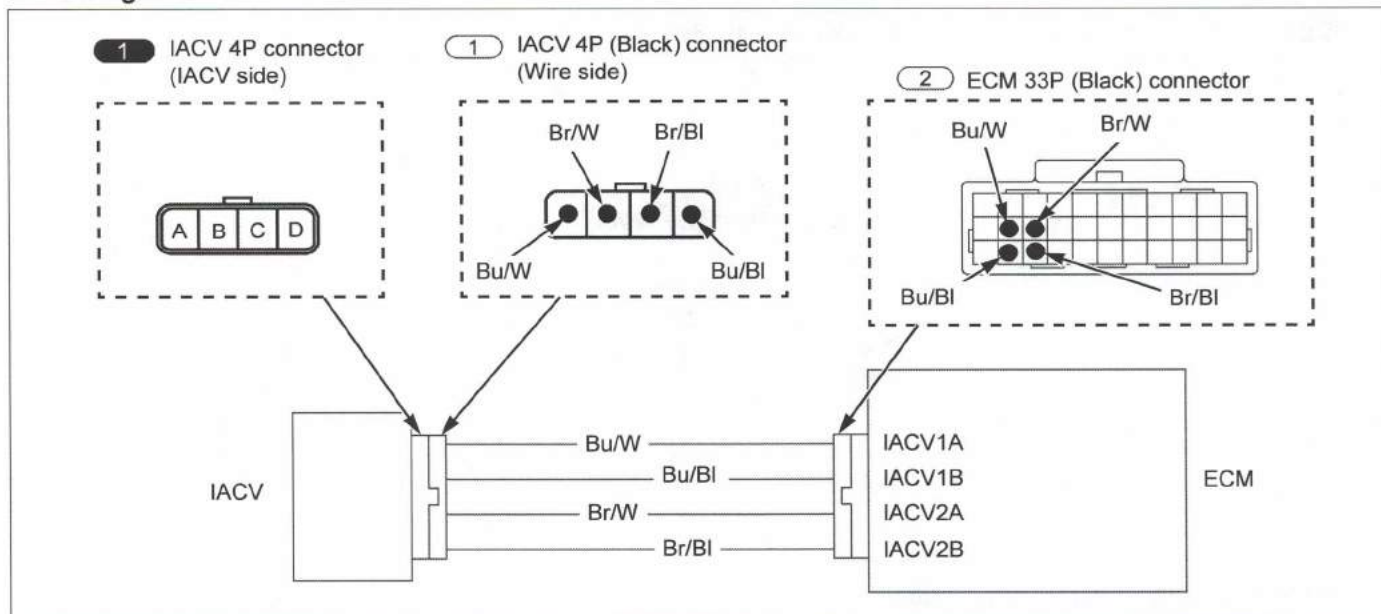 1 IACV 4P connector
(IACV side)
1 IACV 4P (Black) connector
(Wire side)
2 ECM 33P (Black) connector
Br/W Br/Bl
Bu/W Br/W
A B C D
Bu/W Bu/Bl
Bu/Bl Br/Bl
Bu/W IACV1A
Bu/Bl IACV1B
IACV ECM
Br/W IACV2A
Br/Bl IACV2B